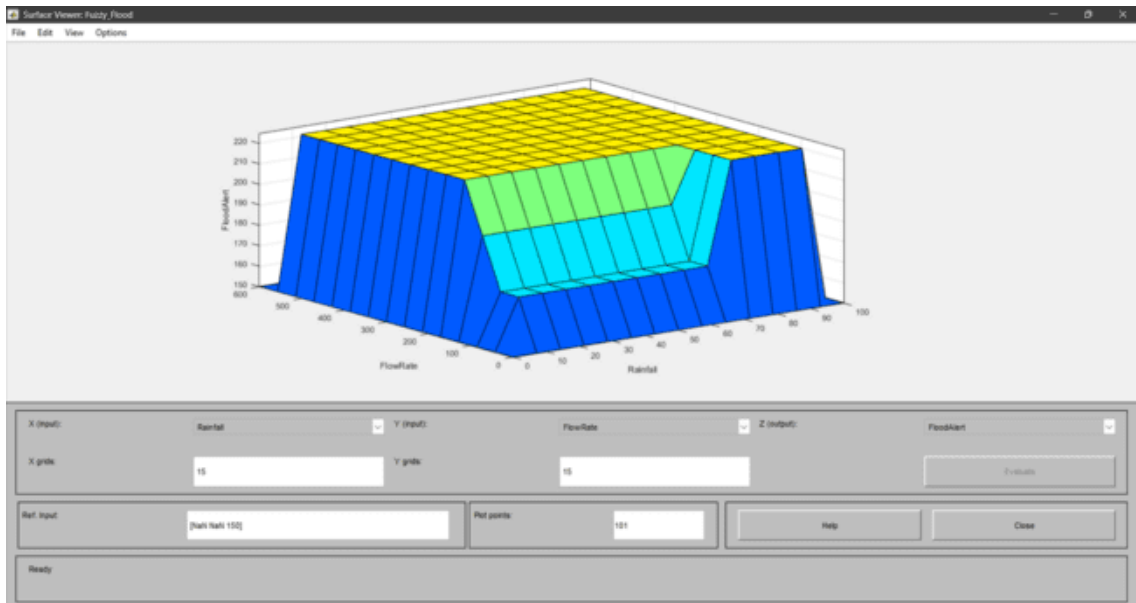 Surface Viewer: Fuzzy_Flood
File Edit View Options
220
210
200
190
180
170
160
150
FloodAlert
600
500
400
300
200
100
0
FlowRate
0
10
20
30
40
50
60
70
80
90
100
Rainfall
X (input): Rainfall Y (input): FlowRate Z (output): FloodAlert
X grids: 15 Y grids: 15 Evaluate
Ref. Input: [NaN NaN 150] Plot points: 101 Help Close
Ready